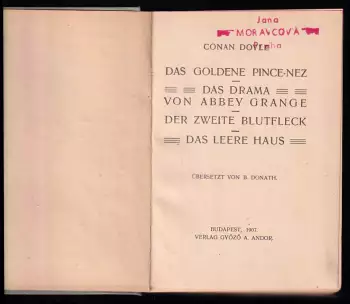 Jana
MORAVCOVÁ
Praha
CONAN DOYLE
DAS GOLDENE PINCE-NEZ
DAS DRAMA
VON ABBEY GRANGE
DER ZWEITE BLUTFLECK
DAS LEERE HAUS
ÜBERSETZT VON B. DONATH.
BUDAPEST, 1907.
VERLAG GYŐZŐ A. ANDOR.